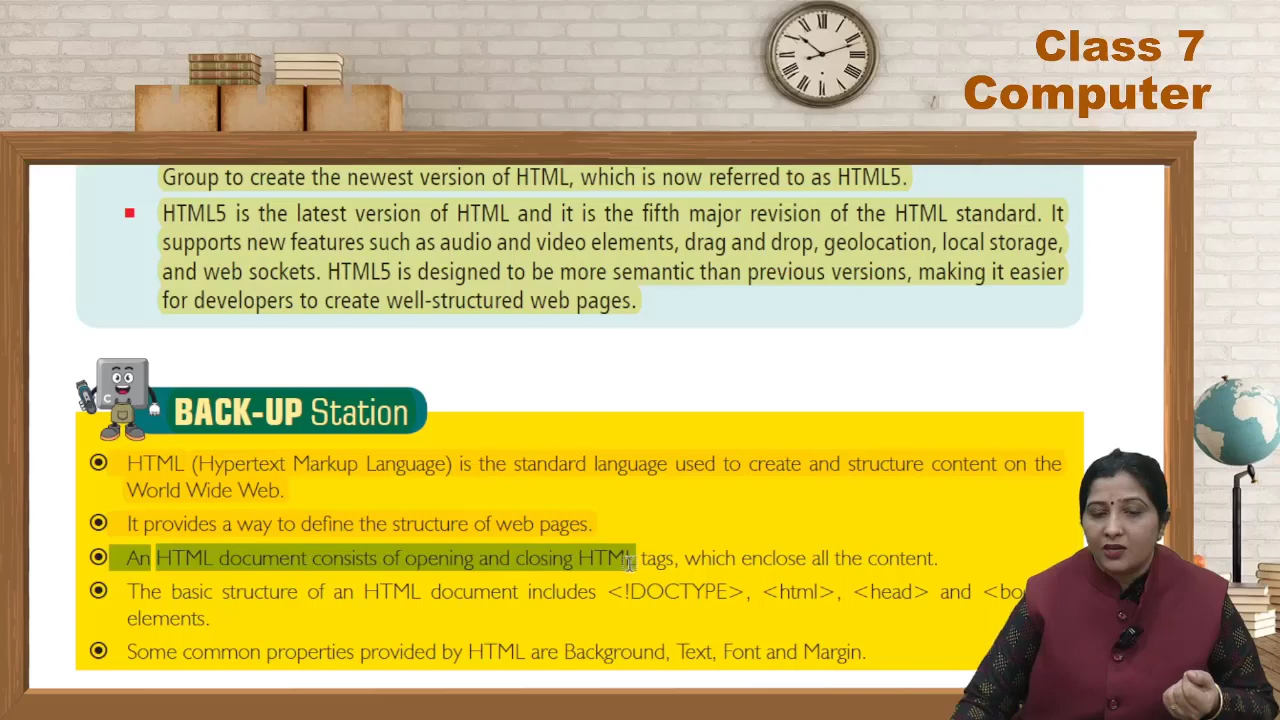 Class 7
Computer
Group to create the newest version of HTML, which is now referred to as HTML5.
HTML5 is the latest version of HTML and it is the fifth major revision of the HTML standard. It
supports new features such as audio and video elements, drag and drop, geolocation, local storage,
and web sockets. HTML5 is designed to be more semantic than previous versions, making it easier
for developers to create well-structured web pages.
C
BACK-UP Station
HTML (Hypertext Markup Language) is the standard language used to create and structure content on the
World Wide Web.
It provides a way to define the structure of web pages.
An HTML document consists of opening and closing HTML tags, which enclose all the content.
The basic structure of an HTML document includes <!DOCTYPE>, <html>, <head> and
elements.
Some common properties provided by HTML are Background, Text, Font and Margin.